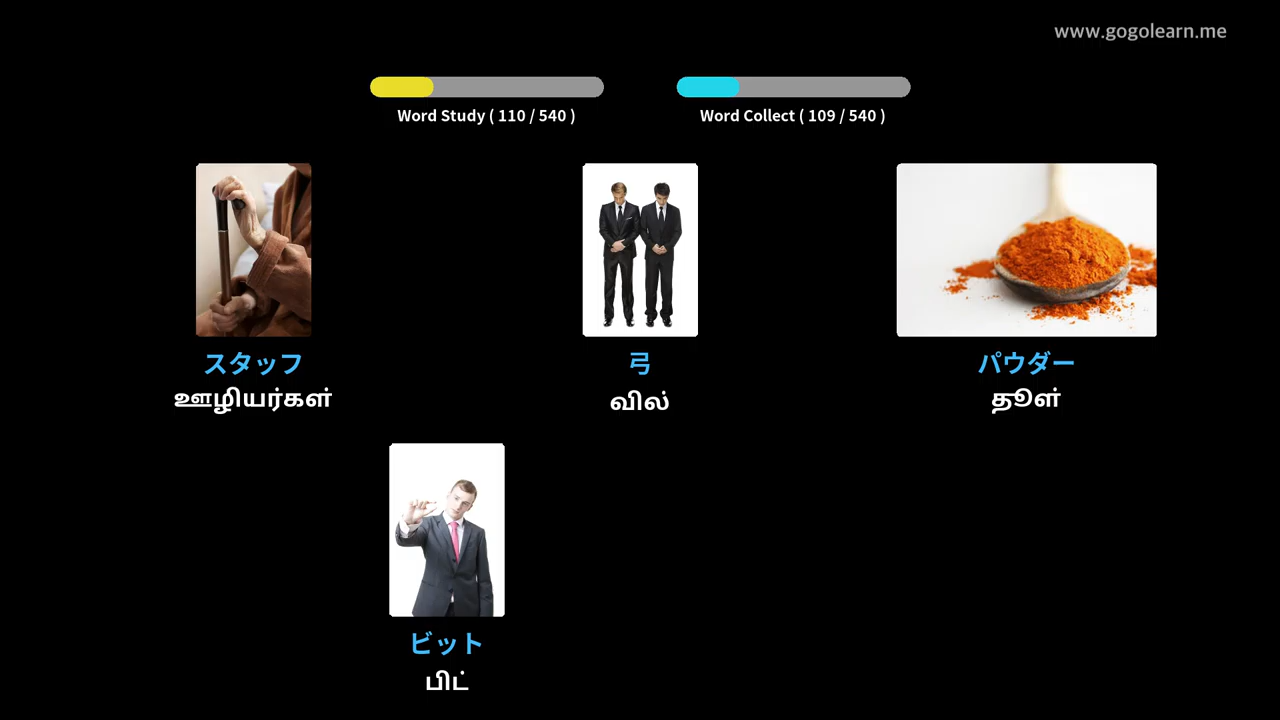 www.gogolearn.me
Word Study ( 110 / 540 )
Word Collect ( 109 / 540 )
スタッフ
ஊழியர்கள்
弓
வில்
パウダー
தூள்
ビット
பிட்